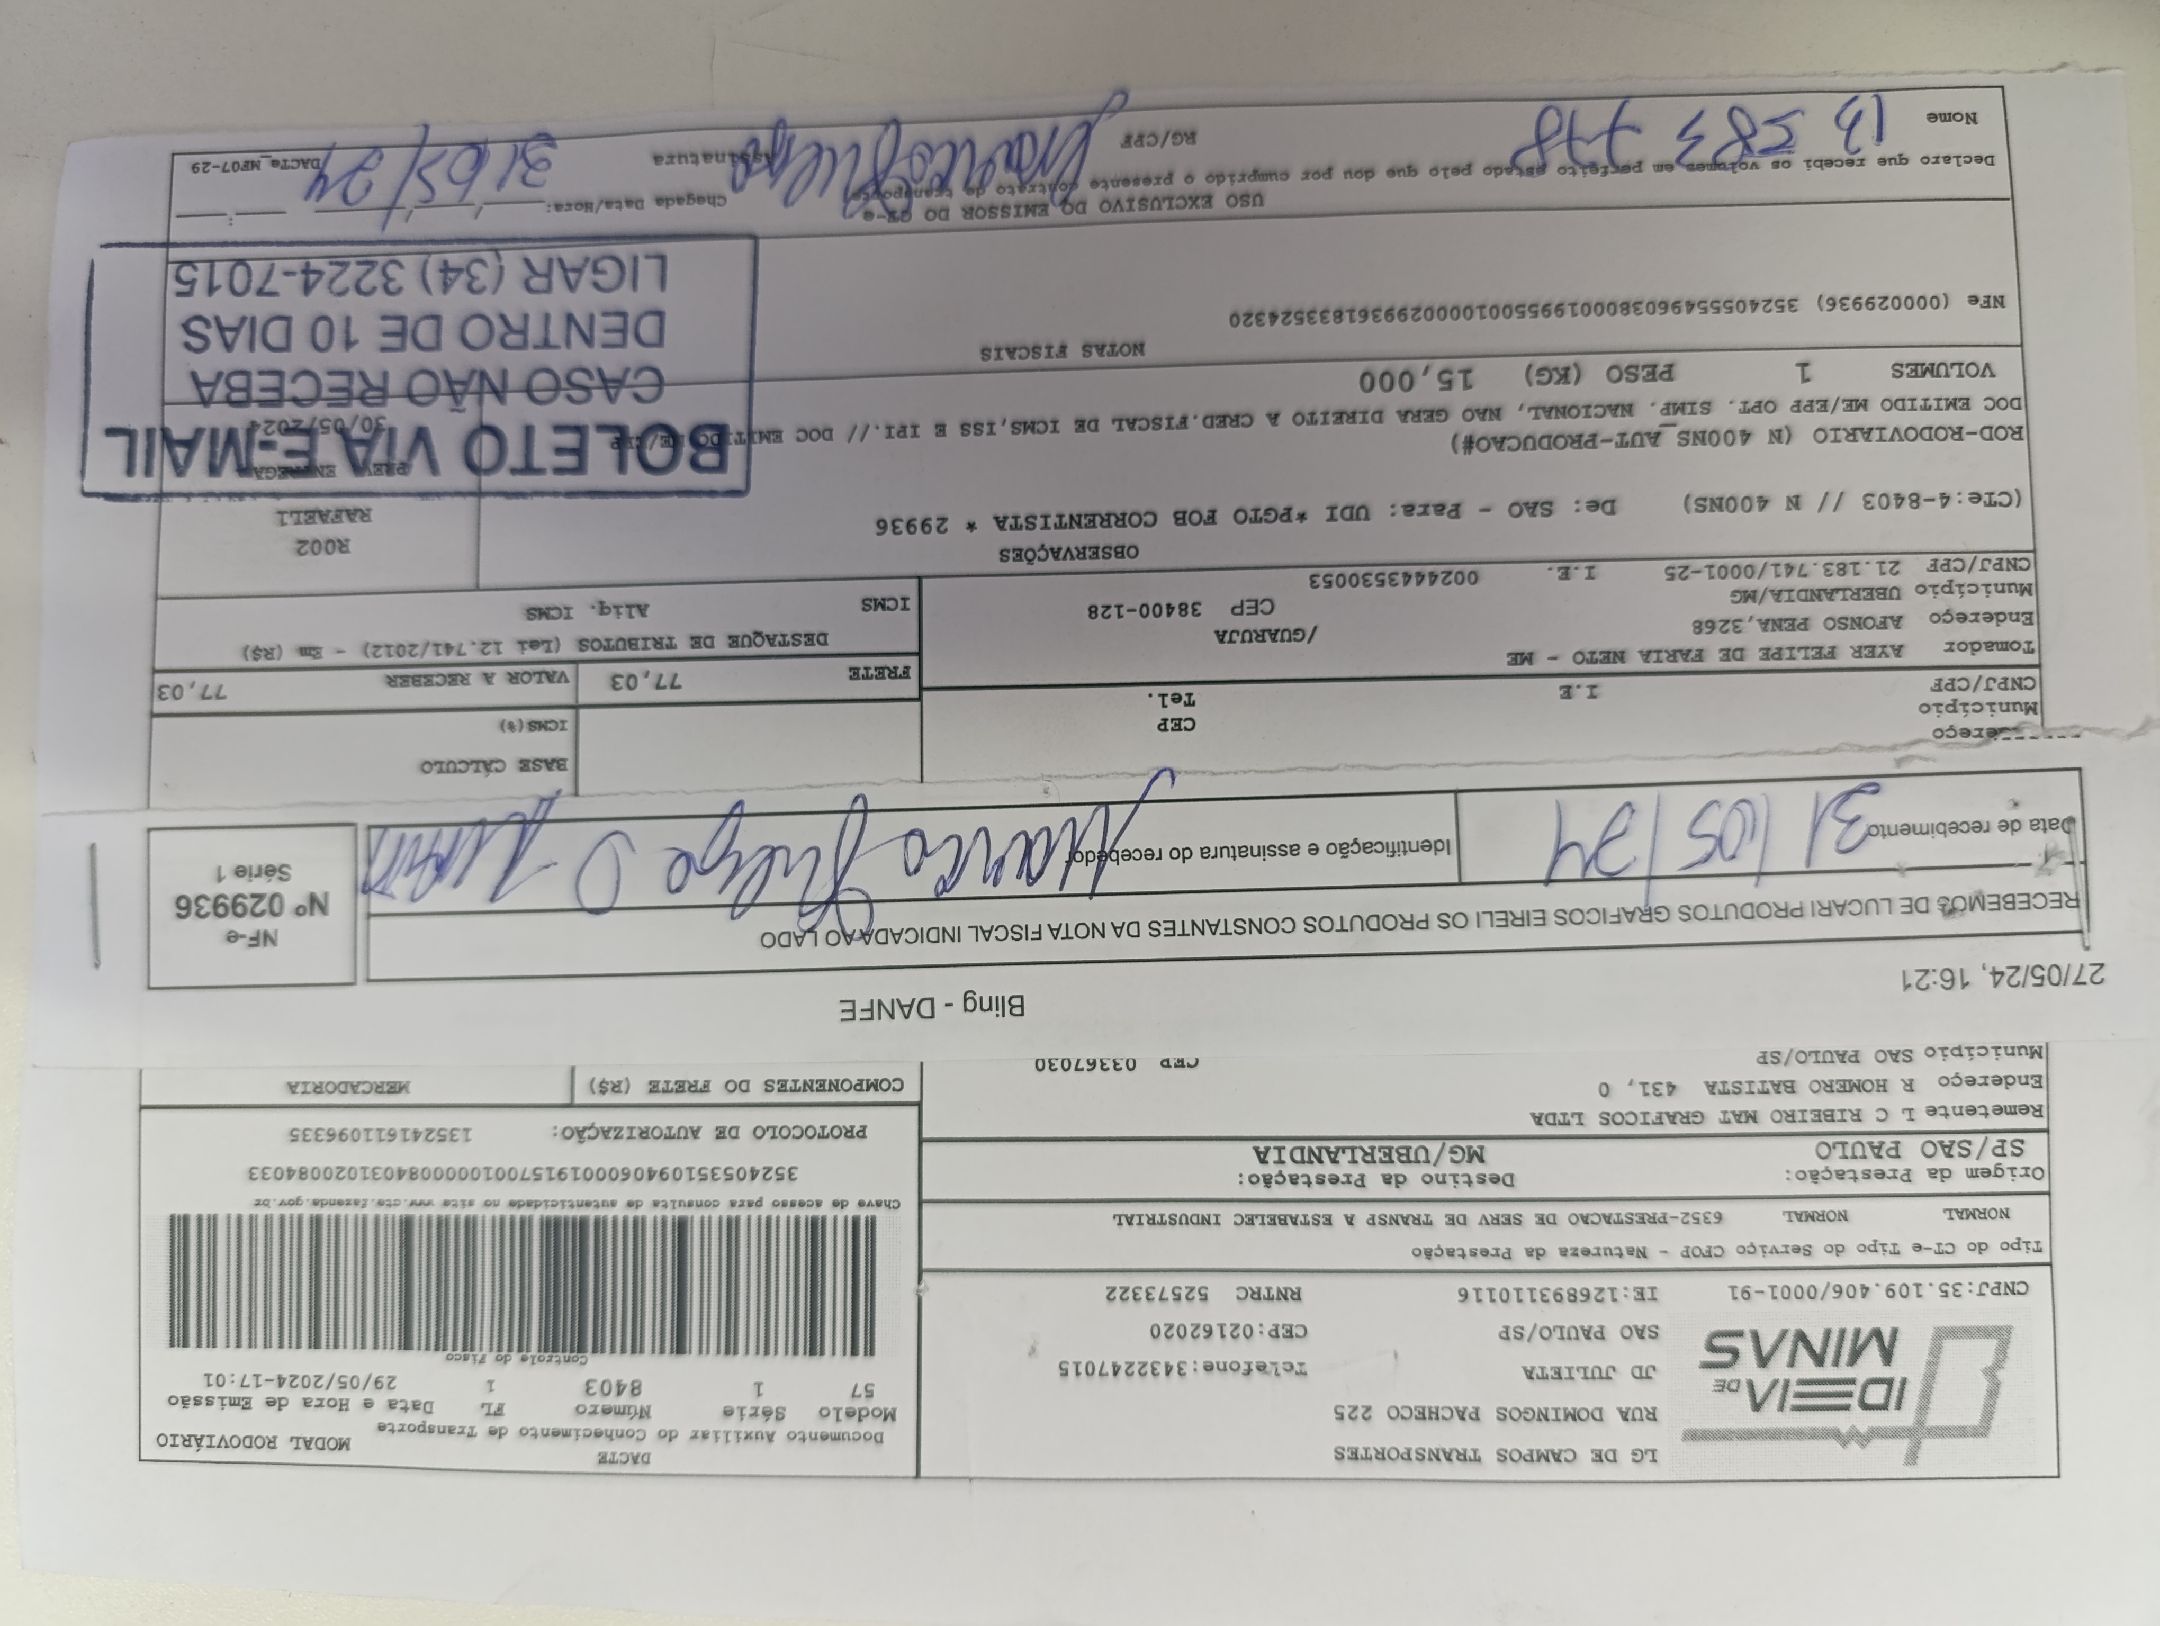 IDEIA DE MINAS
LG DE CAMPOS TRANSPORTES
RUA DOMINGOS PACHECO 225
JD JULIETA Telefone:3432247015
SAO PAULO/SP CEP:02162020
CNPJ:35.109.406/0001-91 IE:126893110116 RNTRC 52573322
DACTE
Documento Auxiliar do Conhecimento de Transporte
MODAL RODOVIÁRIO
Modelo Série Número FL Data e Hora de Emissão
57 1 8403 1 29/05/2024-17:01
Controle do Fisco
Chave de acesso para consulta de autenticidade no site www.cte.fazenda.gov.br
35240535109406000191570010000084031020084033
PROTOCOLO DE AUTORIZAÇÃO: 135241611096335
Tipo do CT-e Tipo do Serviço CFOP - Natureza da Prestação
NORMAL NORMAL 6352-PRESTACAO DE SERV DE TRANSP A ESTABELEC INDUSTRIAL
Origem da Prestação: Destino da Prestação:
SP/SAO PAULO MG/UBERLANDIA
Remetente L C RIBEIRO MAT GRAFICOS LTDA
Endereço R HOMERO BATISTA 431, 0
Município SAO PAULO/SP CEP 03367030
COMPONENTES DO FRETE (R$) MERCADORIA
27/05/24, 16:21 Bling - DANFE
RECEBEMOS DE LUCARI PRODUTOS GRAFICOS EIRELI OS PRODUTOS CONSTANTES DA NOTA FISCAL INDICADA AO LADO
Data de recebimento 31/05/24
Identificação e assinatura do recebedor Marco Felipe O
NF-e
Nº 029936
Série 1
Endereço CEP
Município Tel.
CNPJ/CPF I.E
BASE CÁLCULO
ICMS(%)
FRETE 77,03 VALOR A RECEBER 77,03
Tomador AYER FELIPE DE FARIA NETO - ME
Endereço AFONSO PENA,3268 /GUARUJA
Município UBERLANDIA/MG CEP 38400-128
CNPJ/CPF 21.183.741/0001-25 I.E. 0024443530053
DESTAQUE DE TRIBUTOS (Lei 12.741/2012) - Em (R$)
ICMS Aliq. ICMS
OBSERVAÇÕES
(CTe:4-8403 // N 400NS) De: SAO - Para: UDI *PGTO FOB CORRENTISTA * 29936
R002
RAFAELI
PREV ENTREGA
30/05/2024
ROD-RODOVIARIO (N 400NS_AUT-PRODUCAO#)
DOC EMITIDO ME/EPP OPT. SIMP. NACIONAL, NAO GERA DIREITO A CRED.FISCAL DE ICMS,ISS E IPI.// DOC EMITIDO ME/EPP
VOLUMES 1 PESO (KG) 15,000
NOTAS FISCAIS
NFe (000029936) 35240555496038000199550010000299361833524320
BOLETO VIA E-MAIL
CASO NÃO RECEBA
DENTRO DE 10 DIAS
LIGAR (34) 3224-7015
USO EXCLUSIVO DO EMISSOR DO CT-e
Declaro que recebi os volumes em perfeito estado pelo que dou por cumprido o presente contrato de transporte
Chegada Data/Hora: 31/05/24
Nome 13 583 778 RG/CPF Assinatura Marco Felipe
DACTe_MF07-29